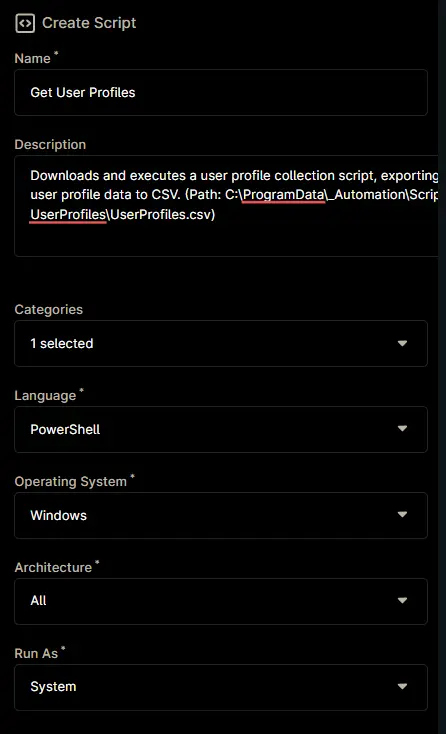 Create Script
Name *
Get User Profiles
Description
Downloads and executes a user profile collection script, exporting
user profile data to CSV. (Path: C:\ProgramData\_Automation\Scrip
UserProfiles\UserProfiles.csv)
Categories
1 selected
Language *
PowerShell
Operating System *
Windows
Architecture *
All
Run As *
System